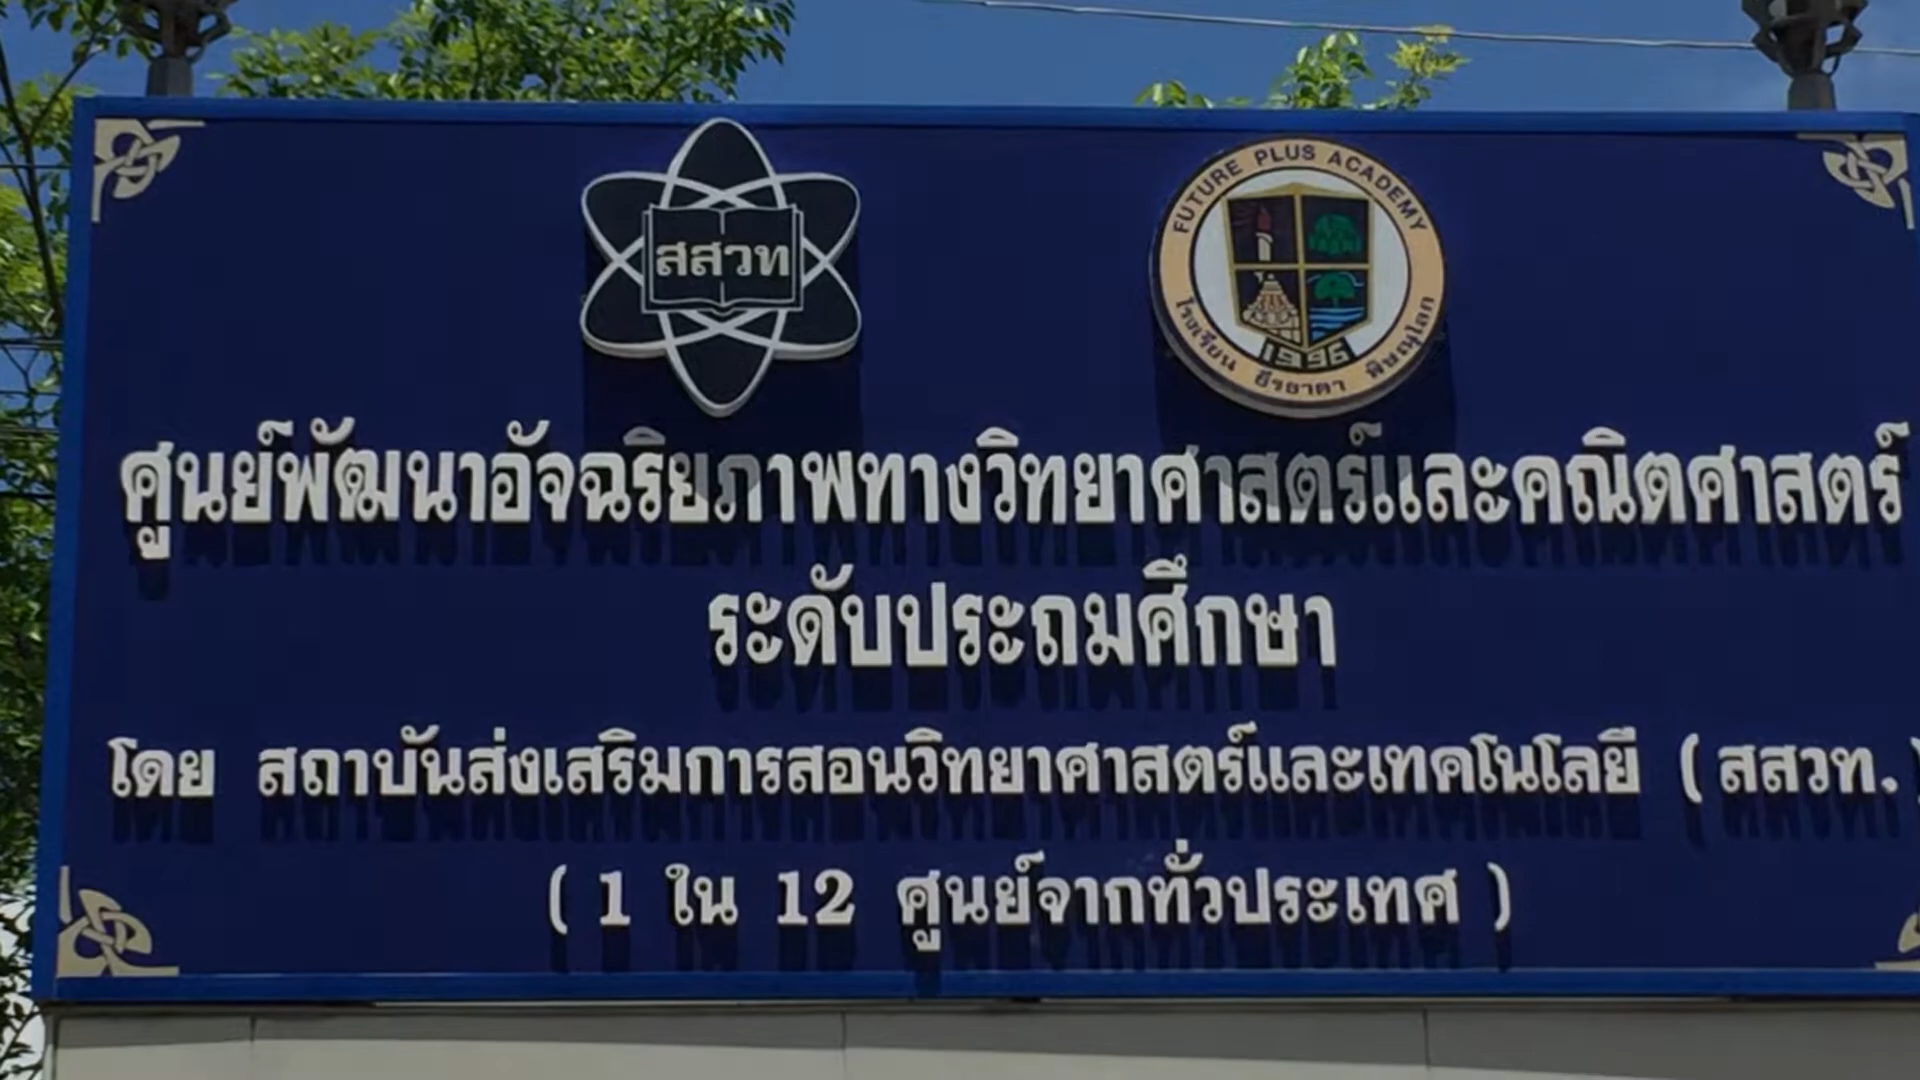 สสวท
FUTURE PLUS ACADEMY
1996
โรงเรียน ธีรธาดา พิษณุโลก
ศูนย์พัฒนาอัจฉริยภาพทางวิทยาศาสตร์และคณิตศาสตร์
ระดับประถมศึกษา
โดย สถาบันส่งเสริมการสอนวิทยาศาสตร์และเทคโนโลยี ( สสวท. )
( 1 ใน 12 ศูนย์จากทั่วประเทศ )